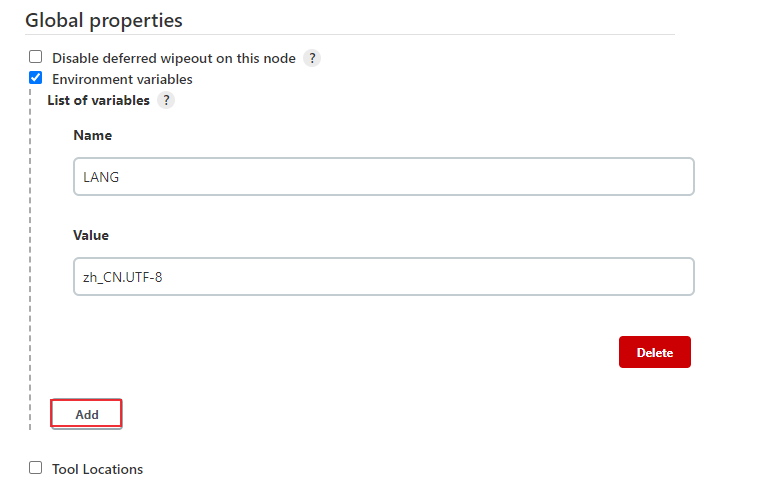 Global properties
Disable deferred wipeout on this node ?
Environment variables
List of variables ?
Name
LANG
Value
zh_CN.UTF-8
Delete
Add
Tool Locations